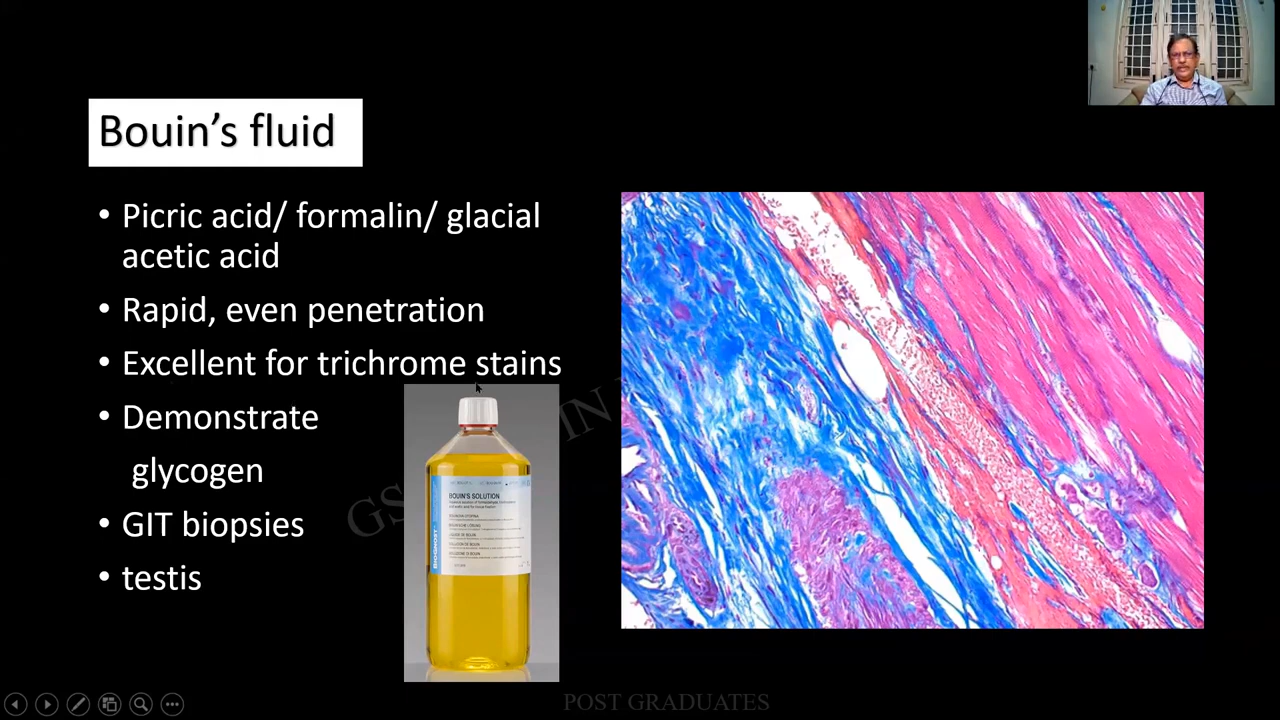 Bouin’s fluid
• Picric acid/ formalin/ glacial
acetic acid
• Rapid, even penetration
• Excellent for trichrome stains
• Demonstrate
glycogen
• GIT biopsies
• testis
BOUIN'S SOLUTION
POST GRADUATES